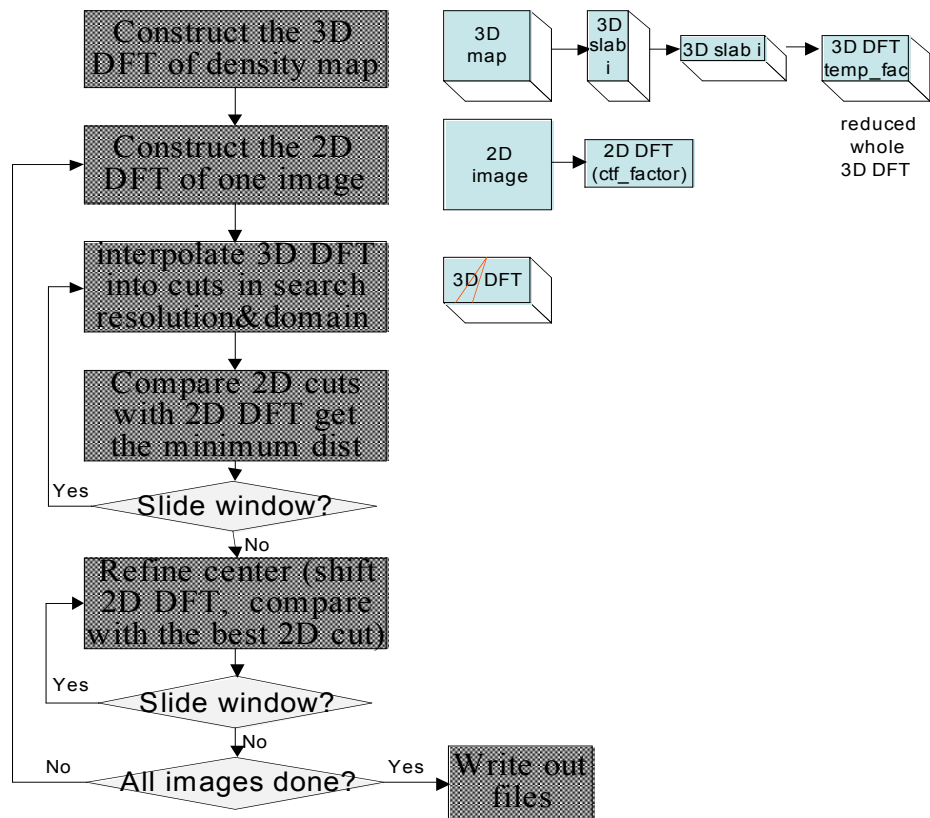 Construct the 3D
DFT of density map
3D
map
3D
slab
i
3D slab i
3D DFT
temp_fac
reduced
whole
3D DFT
Construct the 2D
DFT of one image
2D
image
2D DFT
(ctf_factor)
interpolate 3D DFT
into cuts in search
resolution&domain
3D DFT
Compare 2D cuts
with 2D DFT get
the minimum dist
Yes
Slide window?
No
Refine center (shift
2D DFT, compare
with the best 2D cut)
Yes
Slide window?
No
No
All images done?
Yes
Write out
files